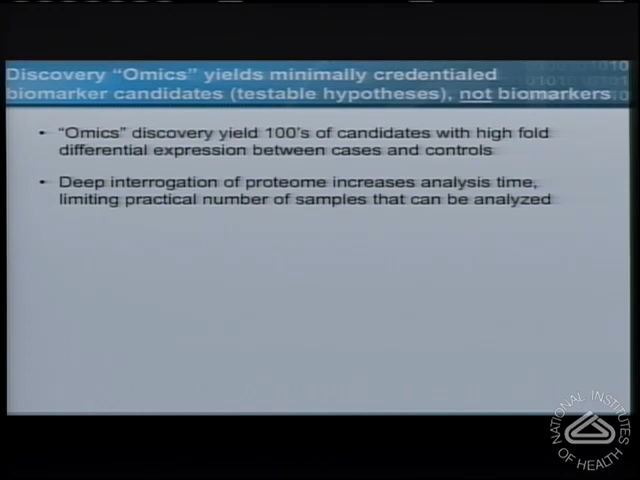 Discovery "Omics" yields minimally credentialed
biomarker candidates (testable hypotheses), not biomarkers
• "Omics" discovery yield 100's of candidates with high fold
differential expression between cases and controls
• Deep interrogation of proteome increases analysis time,
limiting practical number of samples that can be analyzed
NATIONAL INSTITUTES
OF HEALTH